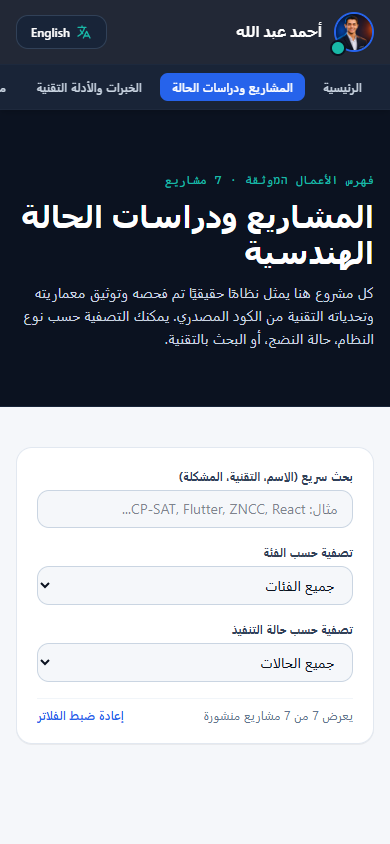 أحمد عبد الله
English
الرئيسية
المشاريع ودراسات الحالة
الخبرات والأدلة التقنية
فهرس الأعمال الموثقة · 7 مشاريع
المشاريع ودراسات الحالة
الهندسية
كل مشروع هنا يمثل نظامًا حقيقيًا تم فحصه وتوثيق معماريته
وتحدياته التقنية من الكود المصدري. يمكنك التصفية حسب نوع
النظام، حالة النضج، أو البحث بالتقنية.
بحث سريع (الاسم، التقنية، المشكلة)
مثال: CP-SAT, Flutter, ZNCC, React...
تصفية حسب الفئة
جميع الفئات
تصفية حسب حالة التنفيذ
جميع الحالات
يعرض 7 من 7 مشاريع منشورة
إعادة ضبط الفلاتر